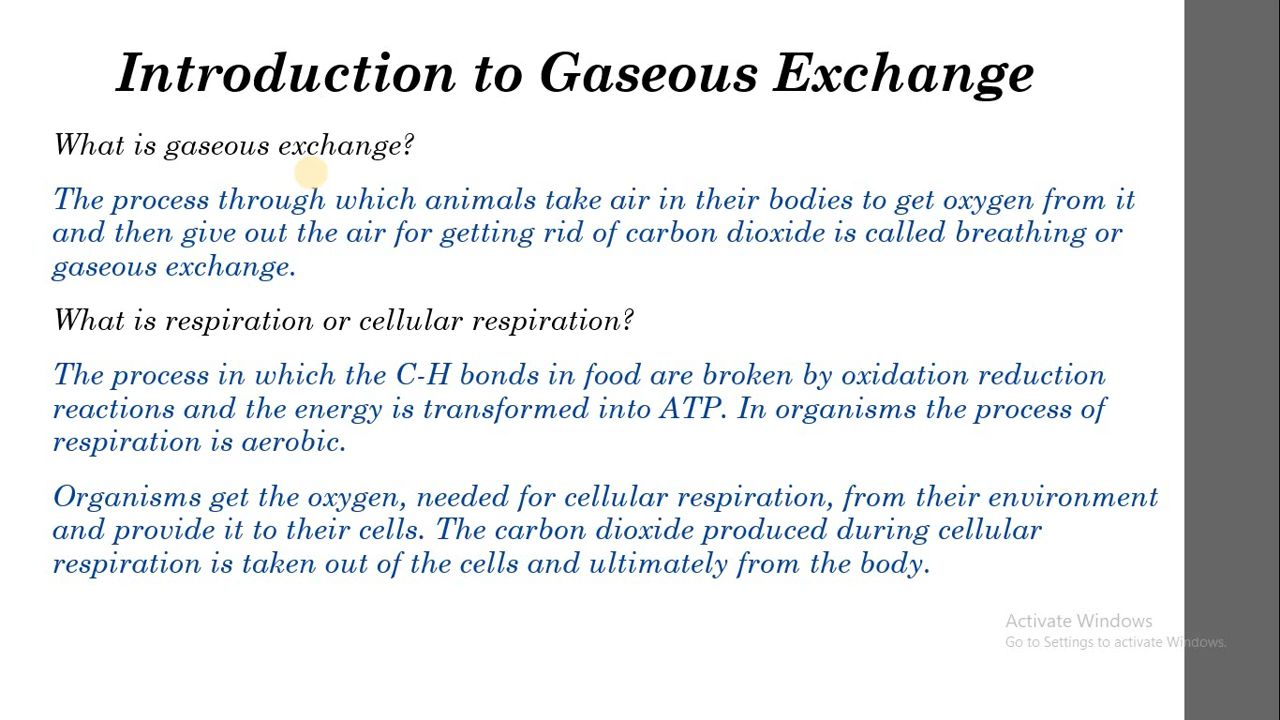 Introduction to Gaseous Exchange
What is gaseous exchange?
The process through which animals take air in their bodies to get oxygen from it
and then give out the air for getting rid of carbon dioxide is called breathing or
gaseous exchange.
What is respiration or cellular respiration?
The process in which the C-H bonds in food are broken by oxidation reduction
reactions and the energy is transformed into ATP. In organisms the process of
respiration is aerobic.
Organisms get the oxygen, needed for cellular respiration, from their environment
and provide it to their cells. The carbon dioxide produced during cellular
respiration is taken out of the cells and ultimately from the body.
Activate Windows
Go to Settings to activate Windows.